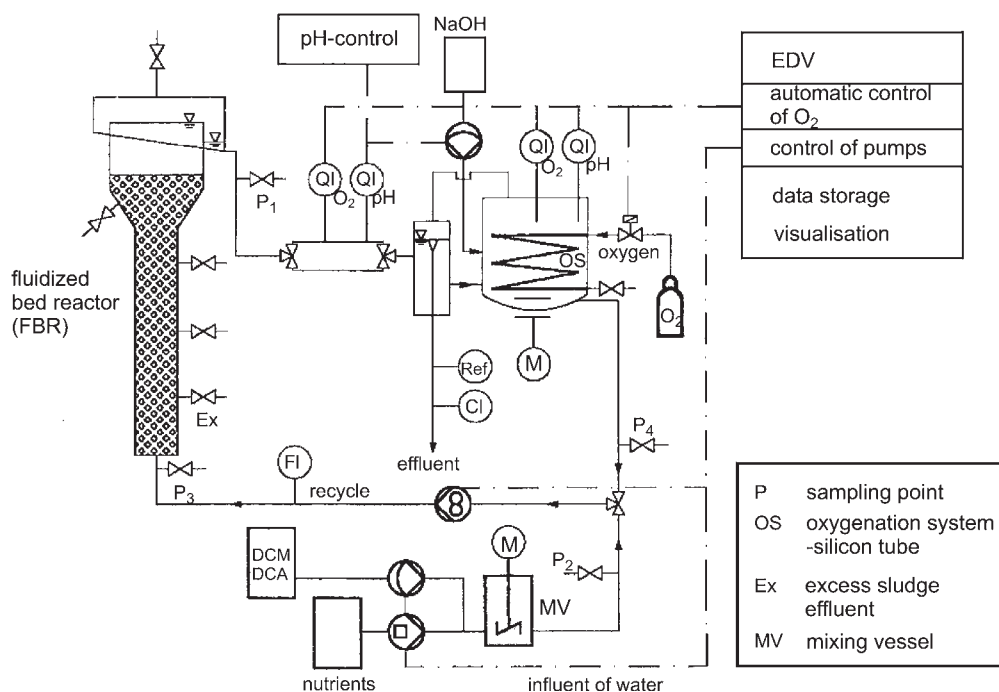 NaOH
pH-control
EDV
automatic control
of O2
control of pumps
data storage
visualisation
QI
O2
QI
pH
QI
O2
QI
pH
P1
OS
oxygen
O2
fluidized
bed reactor
(FBR)
M
Ref
Cl
Ex
effluent
P4
P3
FI
recycle
P sampling point
OS oxygenation system
-silicon tube
Ex excess sludge
effluent
MV mixing vessel
DCM
DCA
M
P2
MV
nutrients
influent of water